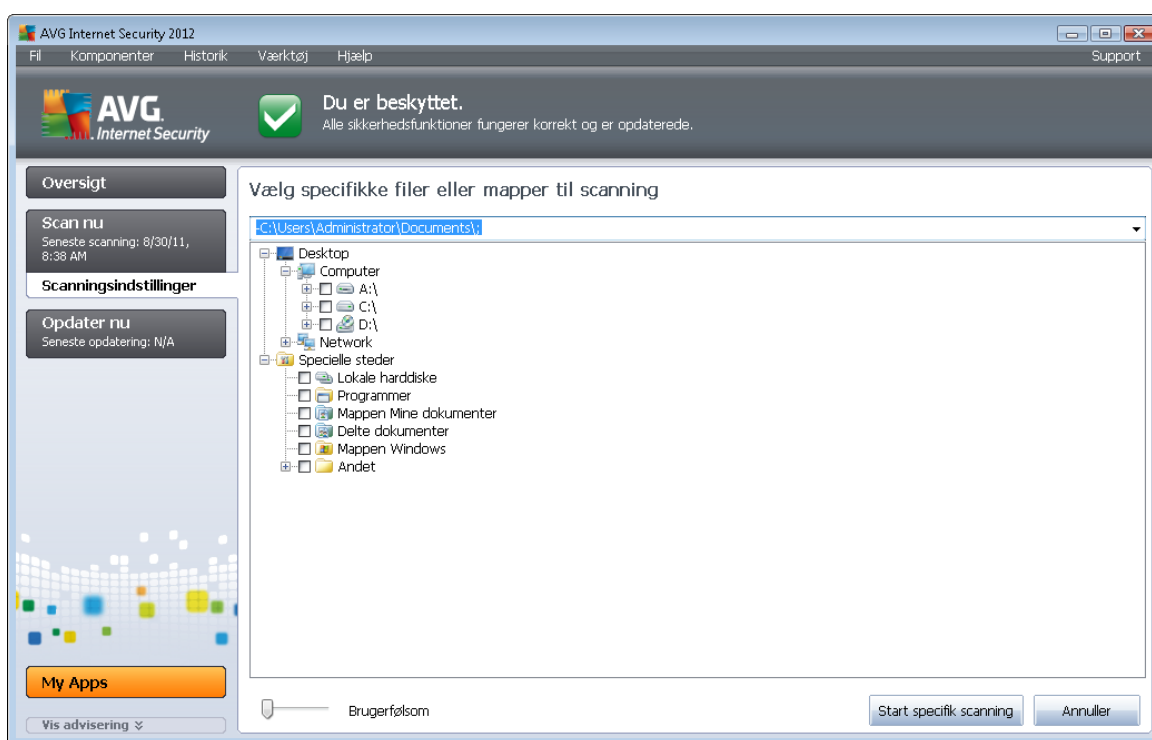 AVG Internet Security 2012
Fil Komponenter Historik Værktøj Hjælp Support
AVG.
Internet Security
Du er beskyttet.
Alle sikkerhedsfunktioner fungerer korrekt og er opdaterede.
Oversigt
Scan nu
Seneste scanning: 8/30/11,
8:38 AM
Scanningsindstillinger
Opdater nu
Seneste opdatering: N/A
My Apps
Vis advisering
Vælg specifikke filer eller mapper til scanning
-C:\Users\Administrator\Documents\;
Desktop
Computer
A:\
C:\
D:\
Network
Specielle steder
Lokale harddiske
Programmer
Mappen Mine dokumenter
Delte dokumenter
Mappen Windows
Andet
Brugerfølsom
Start specifik scanning
Annuller